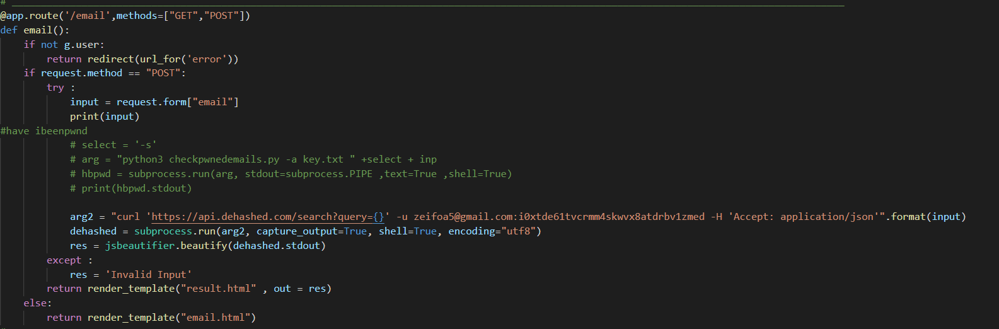 # ____________________________________________________________________________________________________________________________________________
@app.route('/email',methods=["GET","POST"])
def email():
    if not g.user:
        return redirect(url_for('error'))
    if request.method == "POST":
        try :
            input = request.form["email"]
            print(input)
#have ibeenpwnd
            # select = '-s'
            # arg = "python3 checkpwnedemails.py -a key.txt " +select + inp
            # hbpwd = subprocess.run(arg, stdout=subprocess.PIPE ,text=True ,shell=True)
            # print(hbpwd.stdout)
            arg2 = "curl 'https://api.dehashed.com/search?query={}' -u zeifoa5@gmail.com:i0xtde61tvcrmm4skwvx8atdrbv1zmed -H 'Accept: application/json'".format(input)
            dehashed = subprocess.run(arg2, capture_output=True, shell=True, encoding="utf8")
            res = jsbeautifier.beautify(dehashed.stdout)
        except :
            res = 'Invalid Input'
        return render_template("result.html" , out = res)
    else:
        return render_template("email.html")